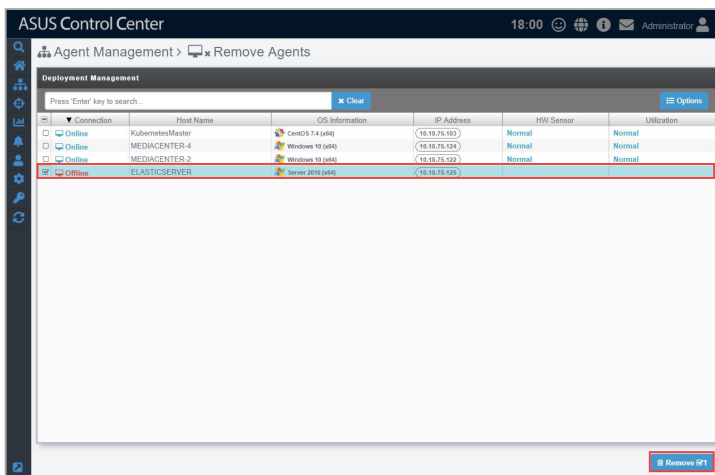 ASUS Control Center
18:00 Administrator
Agent Management > Remove Agents
Deployment Management
Press 'Enter' key to search... Clear Options
Connection Host Name OS Information IP Address HW Sensor Utilization
Online KubernetesMaster CentOS 7.4 (x64) 10.10.75.103 Normal Normal
Online MEDIACENTER-4 Windows 10 (x64) 10.10.75.124 Normal Normal
Online MEDIACENTER-2 Windows 10 (x64) 10.10.75.122 Normal Normal
Offline ELASTICSERVER Server 2016 (x64) 10.10.75.125
Remove 1